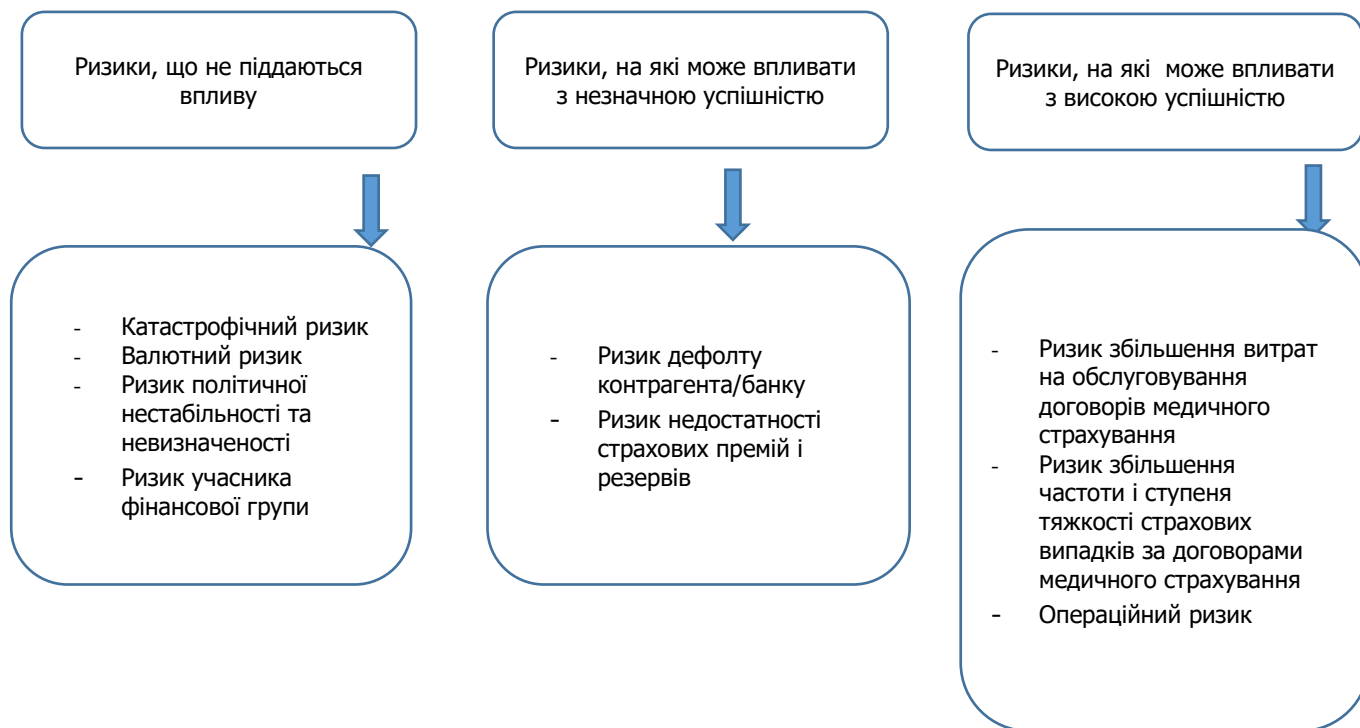 Ризики, що не піддаються
впливу
Ризики, на які може впливати
з незначною успішністю
Ризики, на які  може впливати
з високою успішністю
- Катастрофічний ризик
- Валютний ризик
- Ризик політичної
нестабільності та
невизначеності
- Ризик учасника
фінансової групи
- Ризик дефолту
контрагента/банку
- Ризик недостатності
страхових премій і
резервів
- Ризик збільшення витрат
на обслуговування
договорів медичного
страхування
- Ризик збільшення
частоти і ступеня
тяжкості страхових
випадків за договорами
медичного страхування
- Операційний ризик